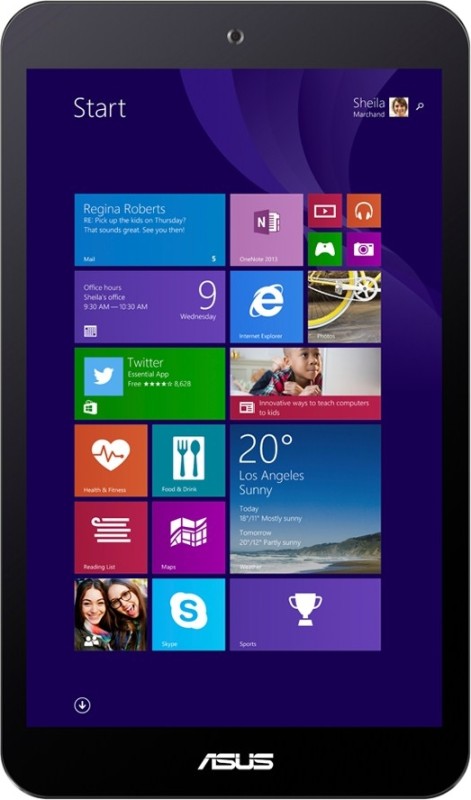 Start
Sheila
Marchand
Regina Roberts
RE: Pick up the kids on Thursday?
That sounds great. See you then!
Mail
5
OneNote 2013
Office hours
Sheila's office
9:30 AM — 10:30 AM
9
Wednesday
Internet Explorer
Photos
Twitter
Essential App
Free ★★★★☆ 8,628
Innovative ways to teach computers
to kids
Health & Fitness
Food & Drink
20°
Los Angeles
Sunny
Today
18°/11° Mostly sunny
Tomorrow
20°/12° Partly sunny
Weather
Reading List
Maps
Skype
Sports
ASUS